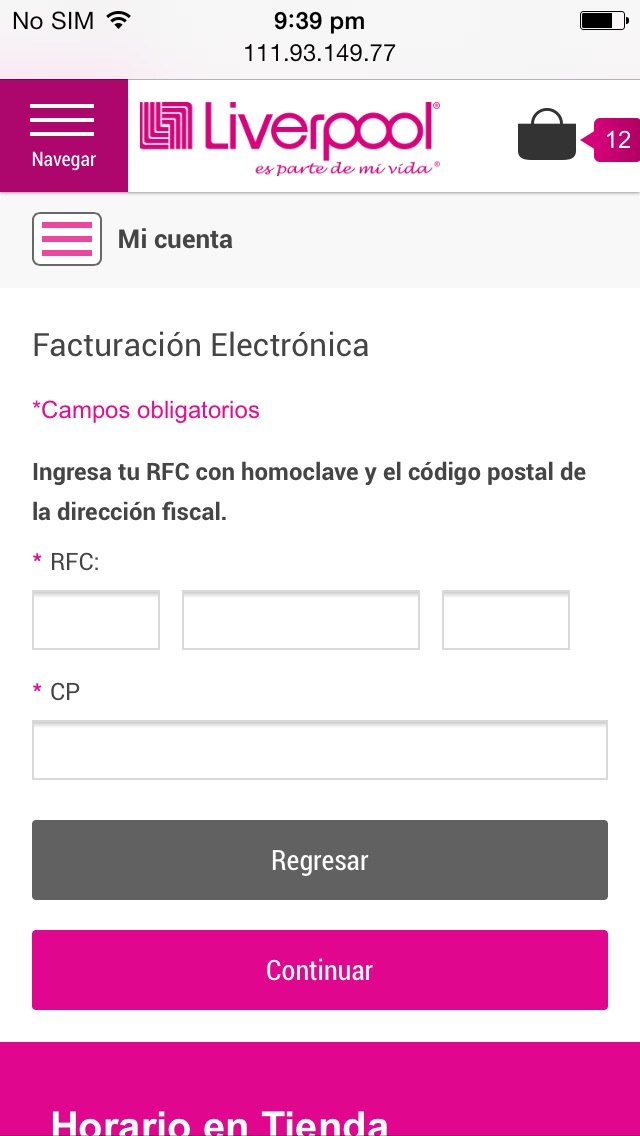 No SIM 9:39 pm
111.93.149.77
Navegar
Liverpool®
es parte de mi vida®
12
Mi cuenta
Facturación Electrónica
*Campos obligatorios
Ingresa tu RFC con homoclave y el código postal de
la dirección fiscal.
* RFC:
* CP
Regresar
Continuar
Horario en Tienda